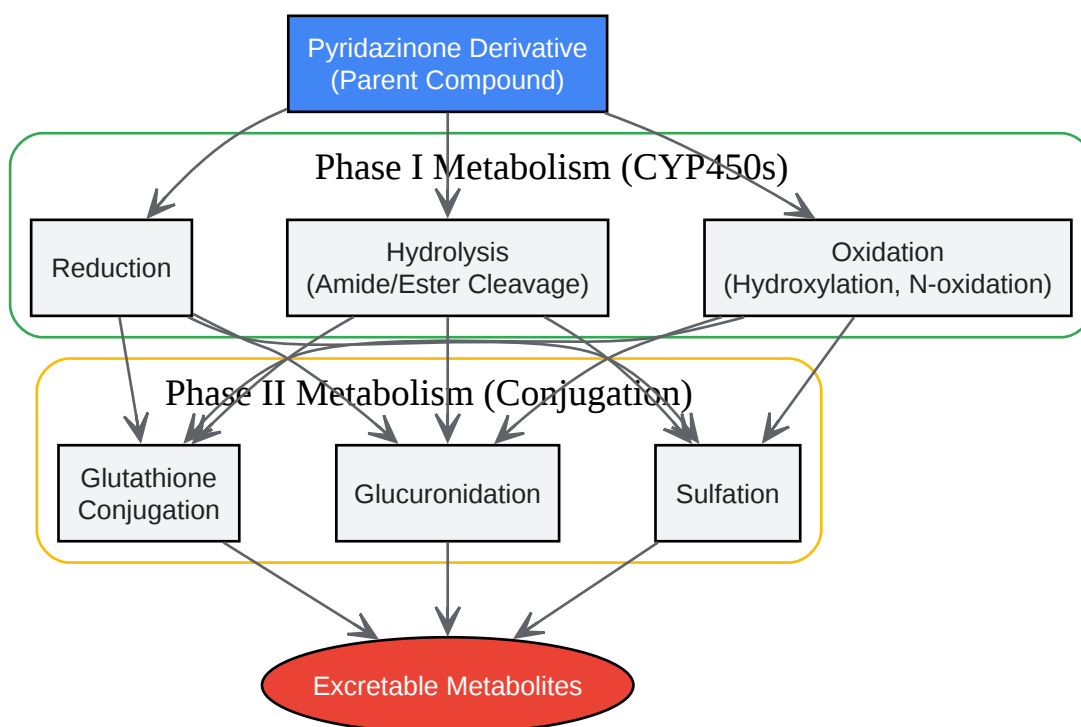 Pyridazinone Derivative
(Parent Compound)
Phase I Metabolism (CYP450s)
Reduction
Hydrolysis
(Amide/Ester Cleavage)
Oxidation
(Hydroxylation, N-oxidation)
Phase II Metabolism (Conjugation)
Glutathione
Conjugation
Glucuronidation
Sulfation
Excretable Metabolites